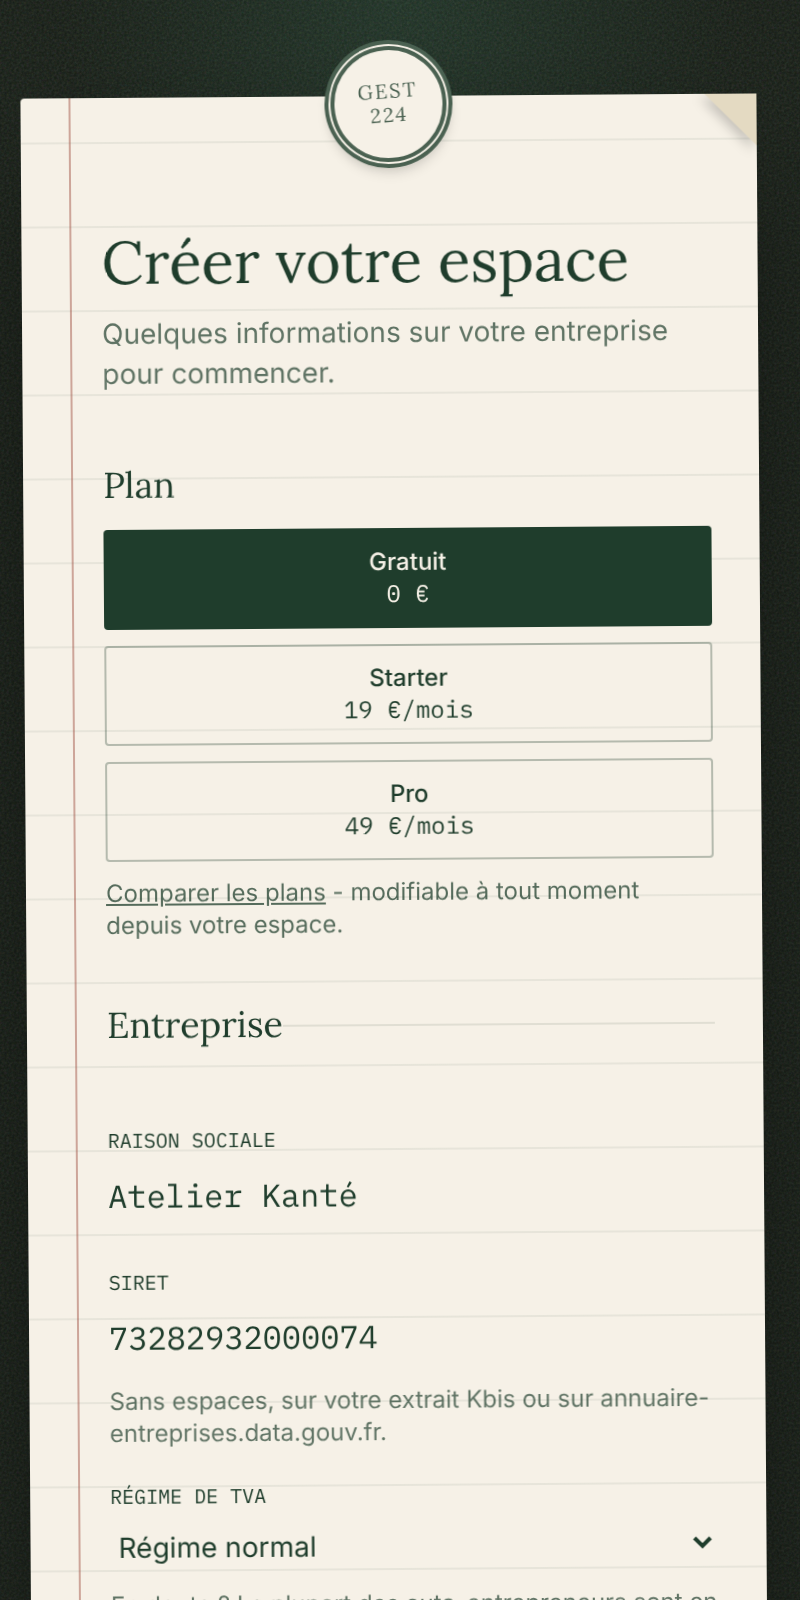 GEST
224
Créer votre espace
Quelques informations sur votre entreprise
pour commencer.
Plan
Gratuit
0 €
Starter
19 €/mois
Pro
49 €/mois
Comparer les plans - modifiable à tout moment
depuis votre espace.
Entreprise
RAISON SOCIALE
Atelier Kanté
SIRET
73282932000074
Sans espaces, sur votre extrait Kbis ou sur annuaire-
entreprises.data.gouv.fr.
RÉGIME DE TVA
Régime normal